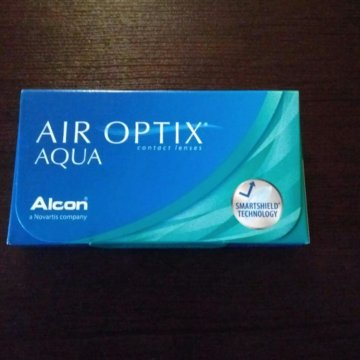 AIR OPTIX®
contact lenses
AQUA
Alcon
a Novartis company
SMARTSHIELD®
TECHNOLOGY